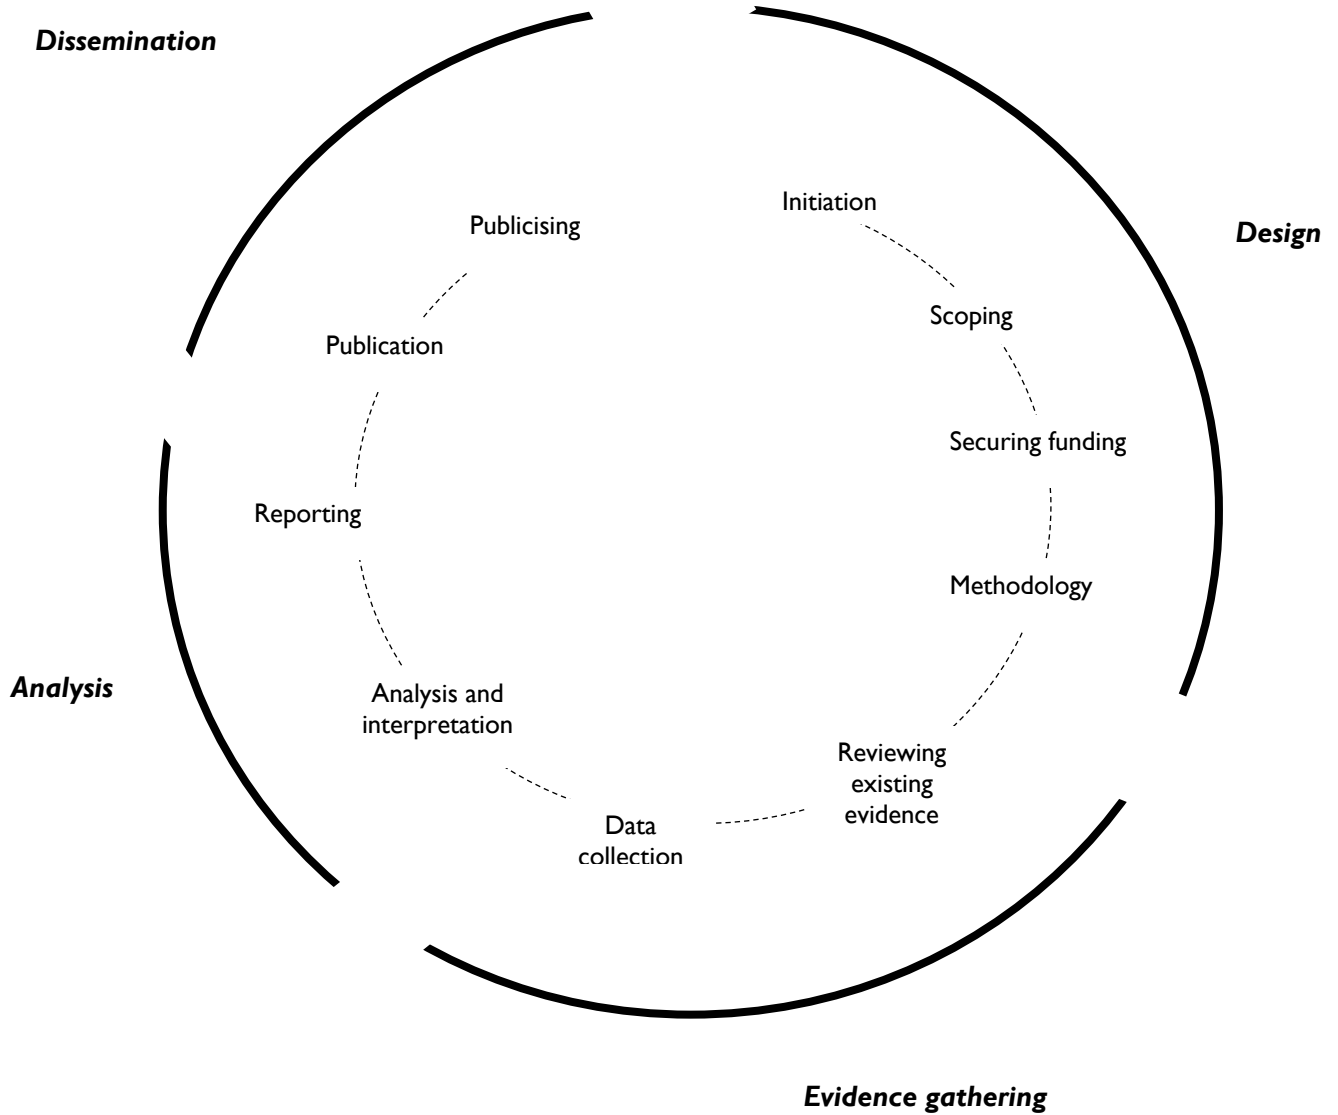 Dissemination
Initiation
Publicising
Design
Scoping
Publication
Securing funding
Reporting
Methodology
Analysis
Analysis and
interpretation
Reviewing
existing
evidence
Data
collection
Evidence gathering